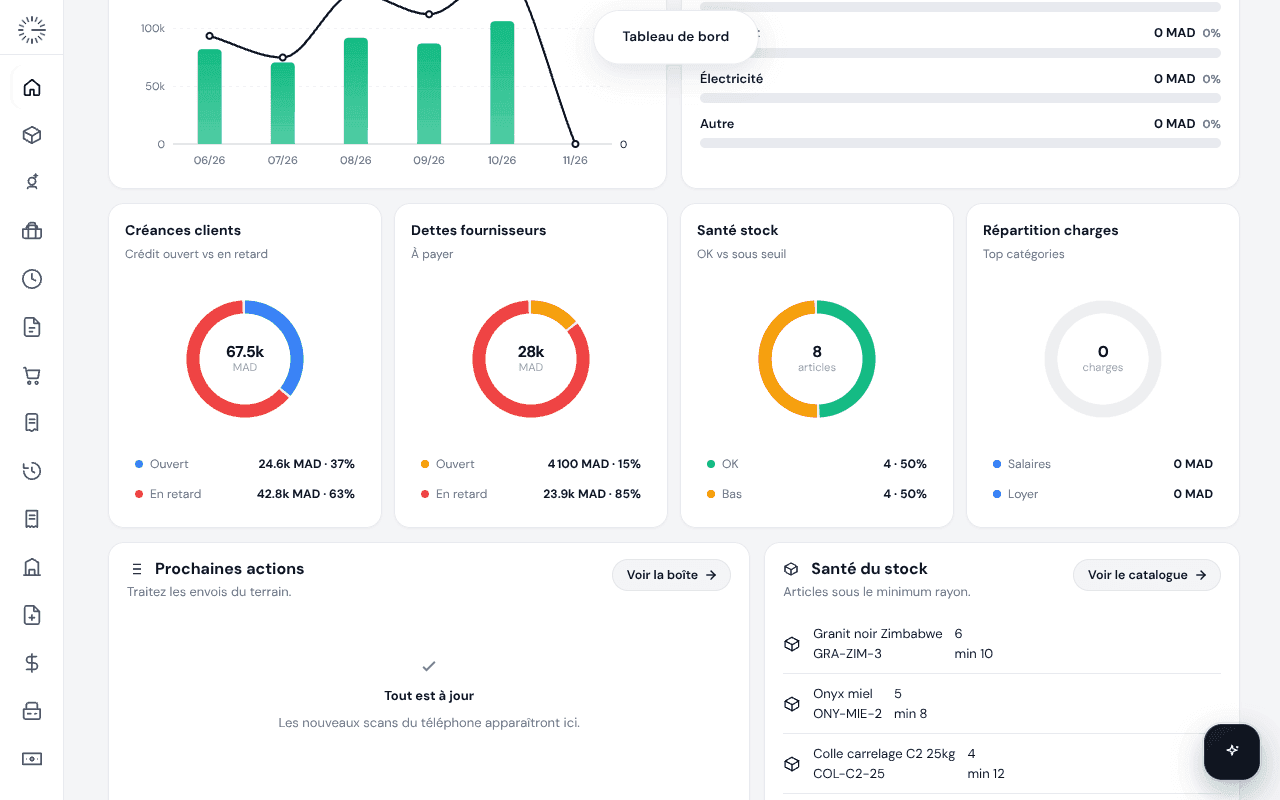 Tableau de bord
100k
50k
0
0
06/26
07/26
08/26
09/26
10/26
11/26
0 MAD 0%
Électricité
0 MAD 0%
Autre
0 MAD 0%
Créances clients
Crédit ouvert vs en retard
67.5k
MAD
Ouvert
24.6k MAD · 37%
En retard
42.8k MAD · 63%
Dettes fournisseurs
À payer
28k
MAD
Ouvert
4 100 MAD · 15%
En retard
23.9k MAD · 85%
Santé stock
OK vs sous seuil
8
articles
OK
4 · 50%
Bas
4 · 50%
Répartition charges
Top catégories
0
charges
Salaires
0 MAD
Loyer
0 MAD
Prochaines actions
Voir la boîte
Traitez les envois du terrain.
Tout est à jour
Les nouveaux scans du téléphone apparaîtront ici.
Santé du stock
Voir le catalogue
Articles sous le minimum rayon.
Granit noir Zimbabwe 6
GRA-ZIM-3 min 10
Onyx miel 5
ONY-MIE-2 min 8
Colle carrelage C2 25kg 4
COL-C2-25 min 12